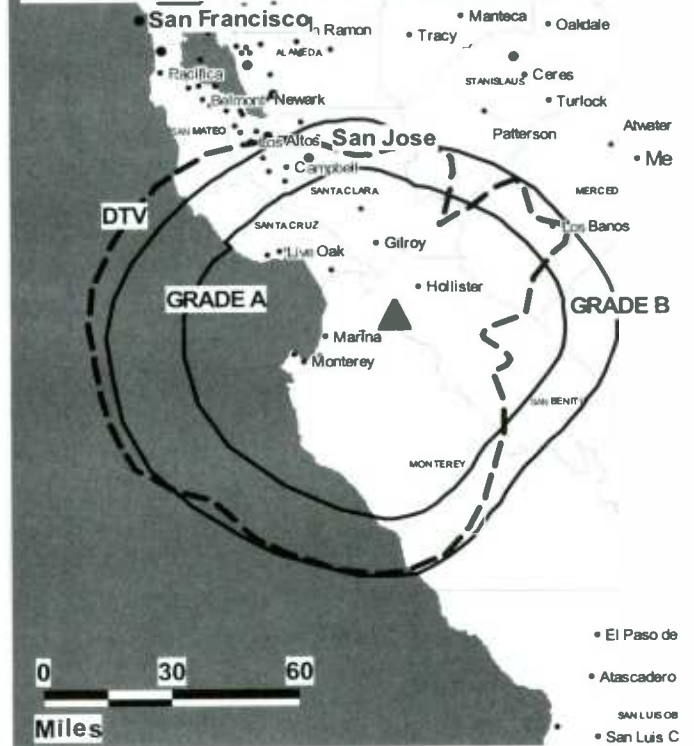 San Francisco
Ramon
Manteca
Oakdale
Tracy
ALAMEDA
STANISLAUS
Ceres
Pacifica
Belmont
Newark
Turlock
SAN MATEO
Patterson
Atwater
Los Altos
San Jose
Me
Campbell
SANTA CLARA
MERCED
DTV
SANTA CRUZ
Los Banos
Live Oak
Gilroy
Hollister
GRADE A
GRADE B
Marina
Monterey
SAN BENIT
MONTEREY
El Paso de
0 30 60
Atascadero
SAN LUIS OB
Miles
San Luis C